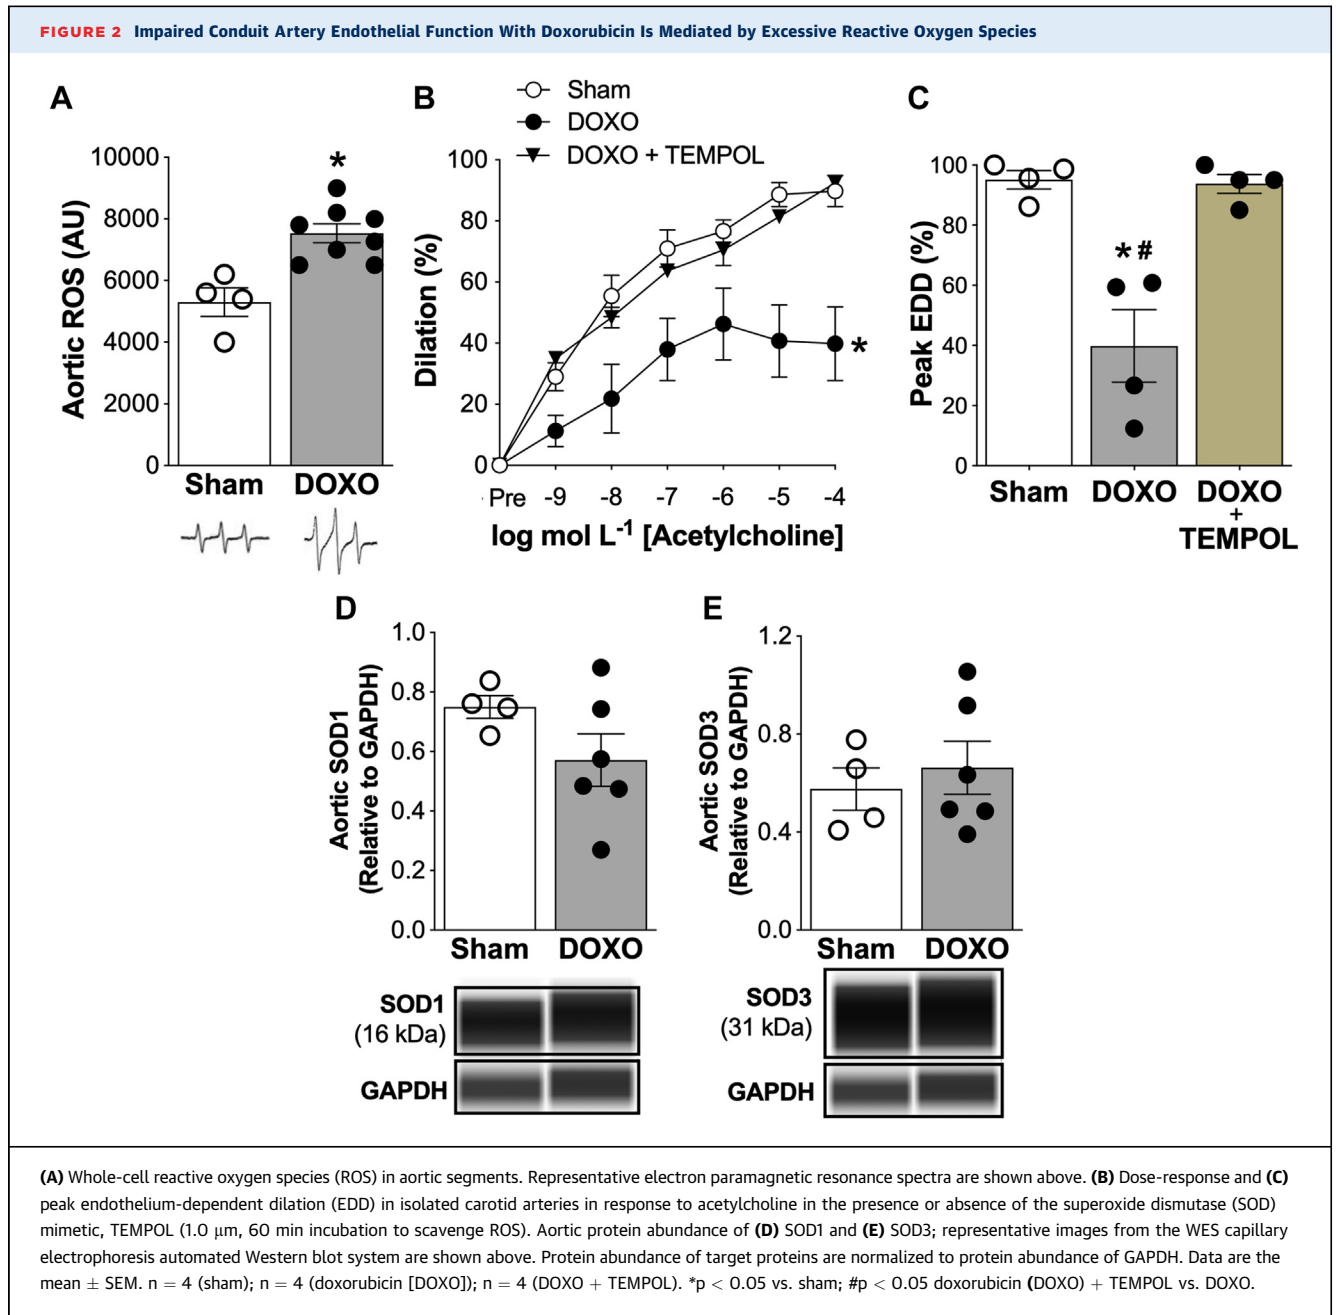 FIGURE 2 Impaired Conduit Artery Endothelial Function With Doxorubicin Is Mediated by Excessive Reactive Oxygen Species
A
Aortic ROS (AU)
10000
8000
6000
4000
2000
0
*
Sham DOXO
B
Sham
DOXO
DOXO + TEMPOL
Dilation (%)
100
80
60
40
20
0
*
Pre -9 -8 -7 -6 -5 -4
log mol L-1 [Acetylcholine]
C
Peak EDD (%)
100
80
60
40
20
0
* #
Sham DOXO DOXO
+
TEMPOL
D
Aortic SOD1
(Relative to GAPDH)
1.0
0.8
0.6
0.4
0.2
0.0
Sham DOXO
SOD1
(16 kDa)
GAPDH
E
Aortic SOD3
(Relative to GAPDH)
1.2
0.8
0.4
0.0
Sham DOXO
SOD3
(31 kDa)
GAPDH
(A) Whole-cell reactive oxygen species (ROS) in aortic segments. Representative electron paramagnetic resonance spectra are shown above. (B) Dose-response and (C)
peak endothelium-dependent dilation (EDD) in isolated carotid arteries in response to acetylcholine in the presence or absence of the superoxide dismutase (SOD)
mimetic, TEMPOL (1.0 μm, 60 min incubation to scavenge ROS). Aortic protein abundance of (D) SOD1 and (E) SOD3; representative images from the WES capillary
electrophoresis automated Western blot system are shown above. Protein abundance of target proteins are normalized to protein abundance of GAPDH. Data are the
mean ± SEM. n = 4 (sham); n = 4 (doxorubicin [DOXO]); n = 4 (DOXO + TEMPOL). *p < 0.05 vs. sham; #p < 0.05 doxorubicin (DOXO) + TEMPOL vs. DOXO.